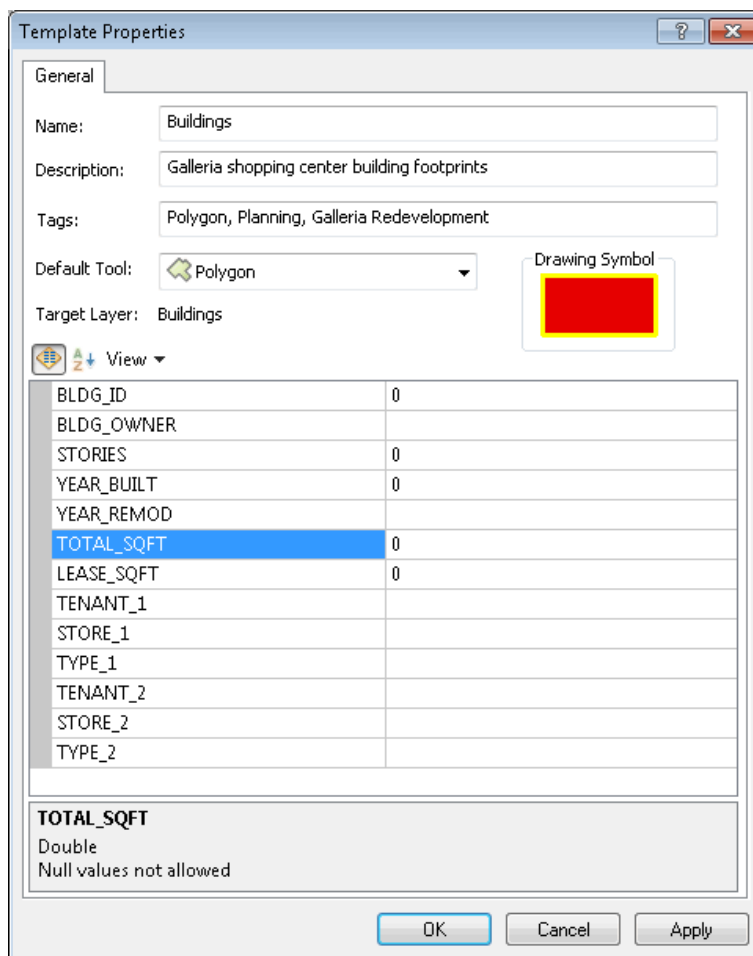 Template Properties
General
Name: Buildings
Description: Galleria shopping center building footprints
Tags: Polygon, Planning, Galleria Redevelopment
Default Tool: Polygon
Drawing Symbol
Target Layer: Buildings
A Z View
BLDG_ID 0
BLDG_OWNER
STORIES 0
YEAR_BUILT 0
YEAR_REMOD
TOTAL_SQFT 0
LEASE_SQFT 0
TENANT_1
STORE_1
TYPE_1
TENANT_2
STORE_2
TYPE_2
TOTAL_SQFT
Double
Null values not allowed
OK Cancel Apply